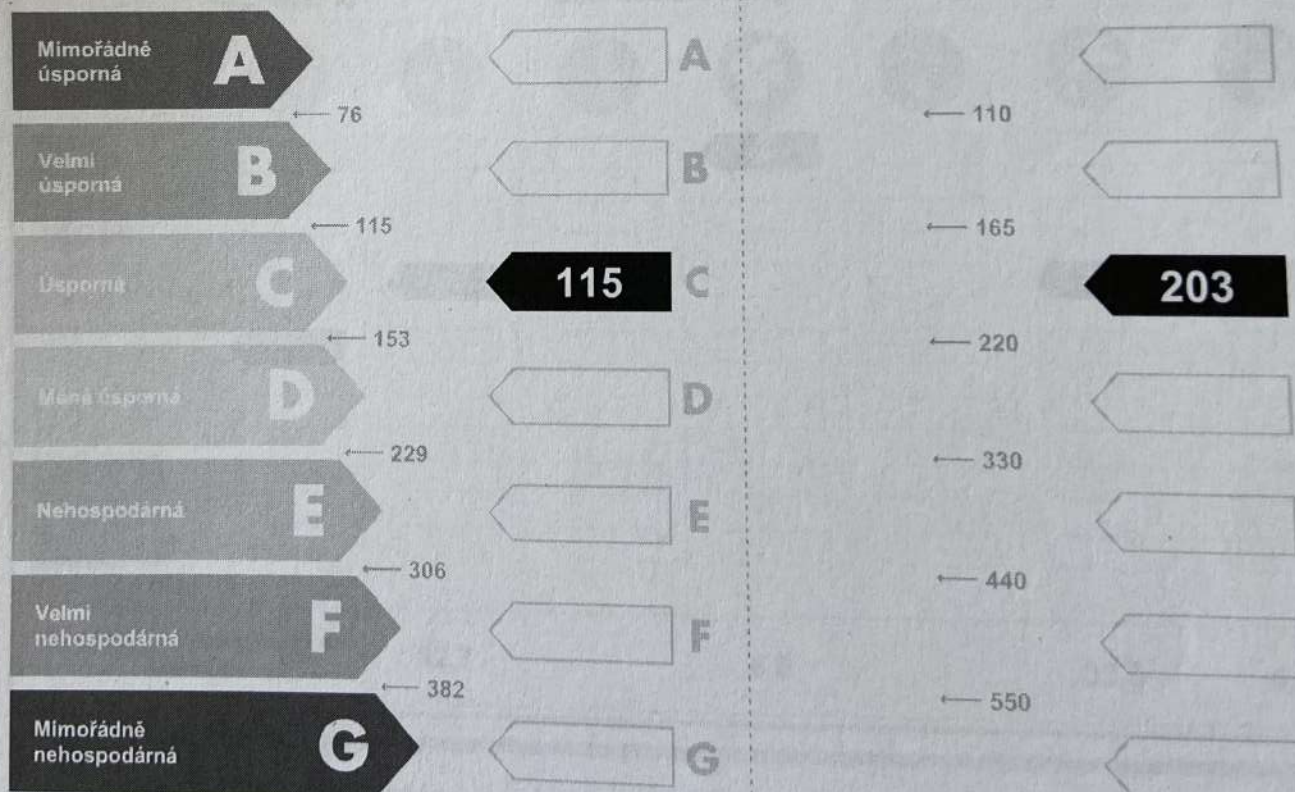 Mimořádně
úsporná
A
A
76
110
Velmi
úsporná
B
B
115
165
Úsporná
C
115
C
203
153
220
Méně úsporná
D
D
229
330
Nehospodárná
E
E
306
440
Velmi
nehospodárná
F
F
382
550
Mimořádně
nehospodárná
G
G